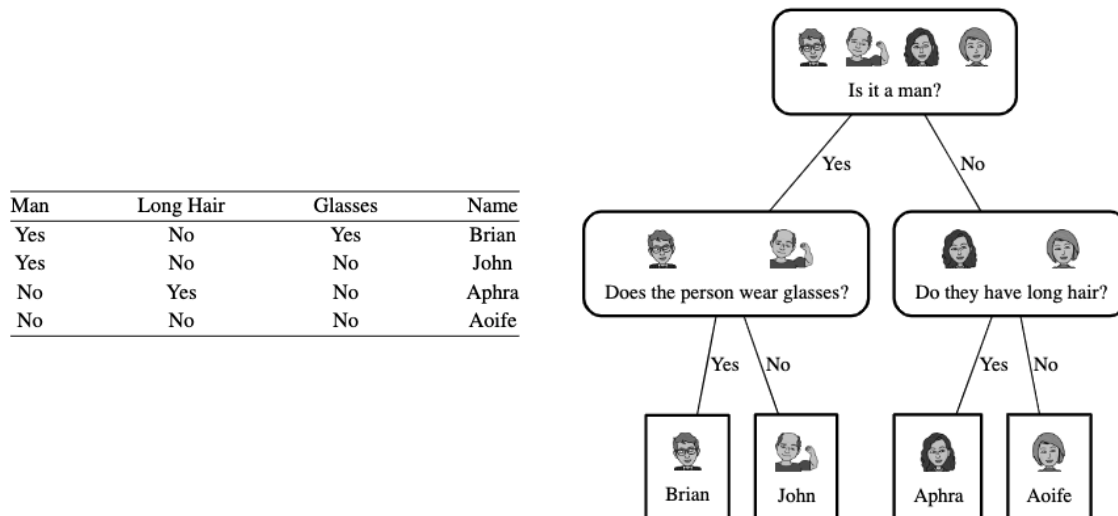 Man Long Hair Glasses Name
Yes No Yes Brian
Yes No No John
No Yes No Aphra
No No No Aoife
Is it a man?
Yes No
Does the person wear glasses? Do they have long hair?
Yes No Yes No
Brian John Aphra Aoife